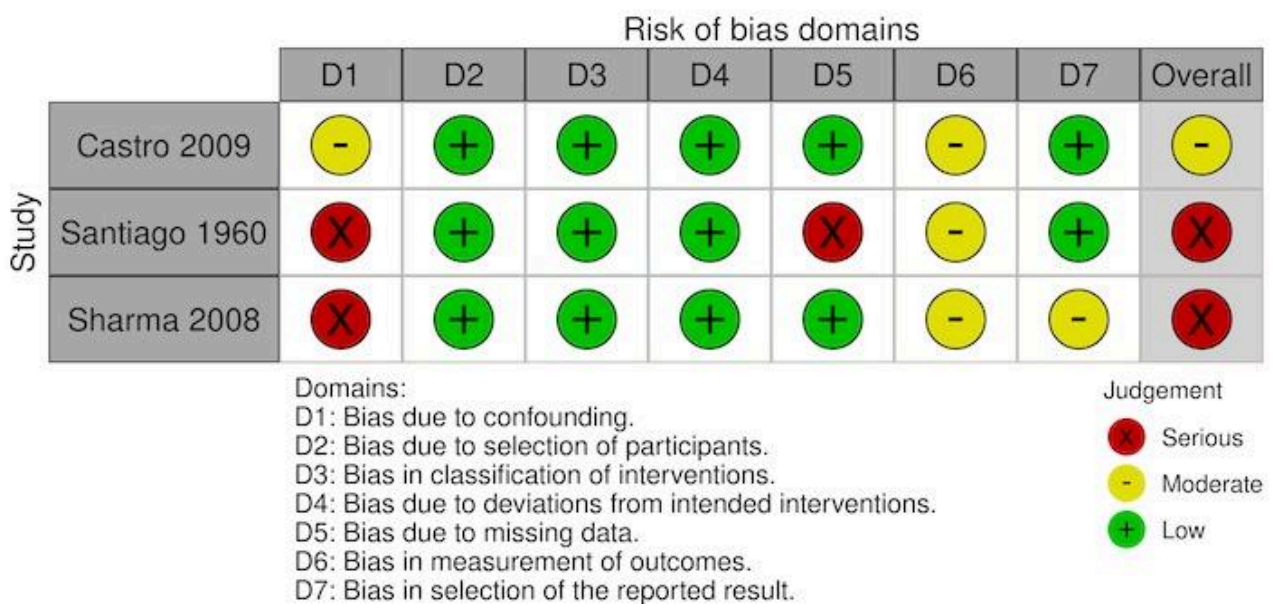 Risk of bias domains
D1 D2 D3 D4 D5 D6 D7 Overall
Study
Castro 2009 - + + + + - + -
Santiago 1960 X + + + X - + X
Sharma 2008 X + + + + - - X
Domains:
D1: Bias due to confounding.
D2: Bias due to selection of participants.
D3: Bias in classification of interventions.
D4: Bias due to deviations from intended interventions.
D5: Bias due to missing data.
D6: Bias in measurement of outcomes.
D7: Bias in selection of the reported result.
Judgement
X Serious
- Moderate
+ Low